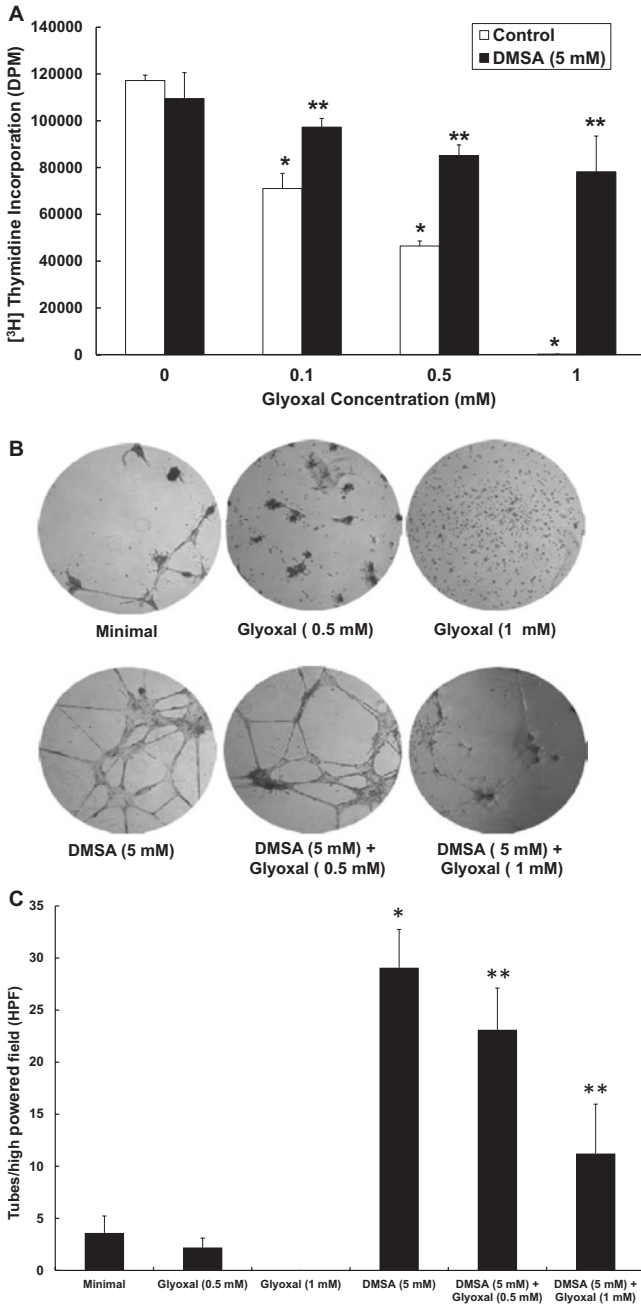 A
[³H] Thymidine Incorporation (DPM)
140000
120000
100000
80000
60000
40000
20000
0
Control
DMSA (5 mM)
*
**
*
**
*
**
0 0.1 0.5 1
Glyoxal Concentration (mM)
B
Minimal Glyoxal ( 0.5 mM) Glyoxal (1 mM)
DMSA (5 mM)
DMSA (5 mM) +
Glyoxal ( 0.5 mM)
DMSA ( 5 mM) +
Glyoxal ( 1 mM)
C
Tubes/high powered field (HPF)
35
30
25
20
15
10
5
0
*
**
**
Minimal
Glyoxal (0.5 mM)
Glyoxal (1 mM)
DMSA (5 mM)
DMSA (5 mM) +
Glyoxal (0.5 mM)
DMSA (5 mM) +
Glyoxal (1 mM)